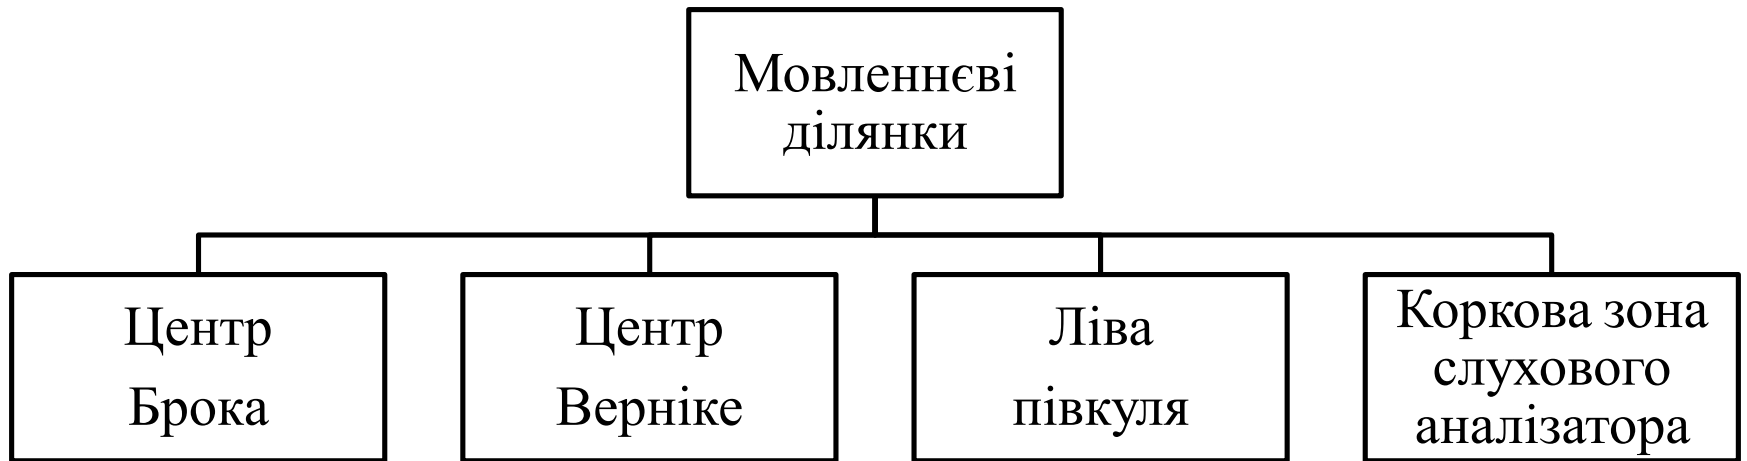 Мовленнєві
ділянки
Центр
Брока
Центр
Верніке
Ліва
півкуля
Коркова зона
слухового
аналізатора